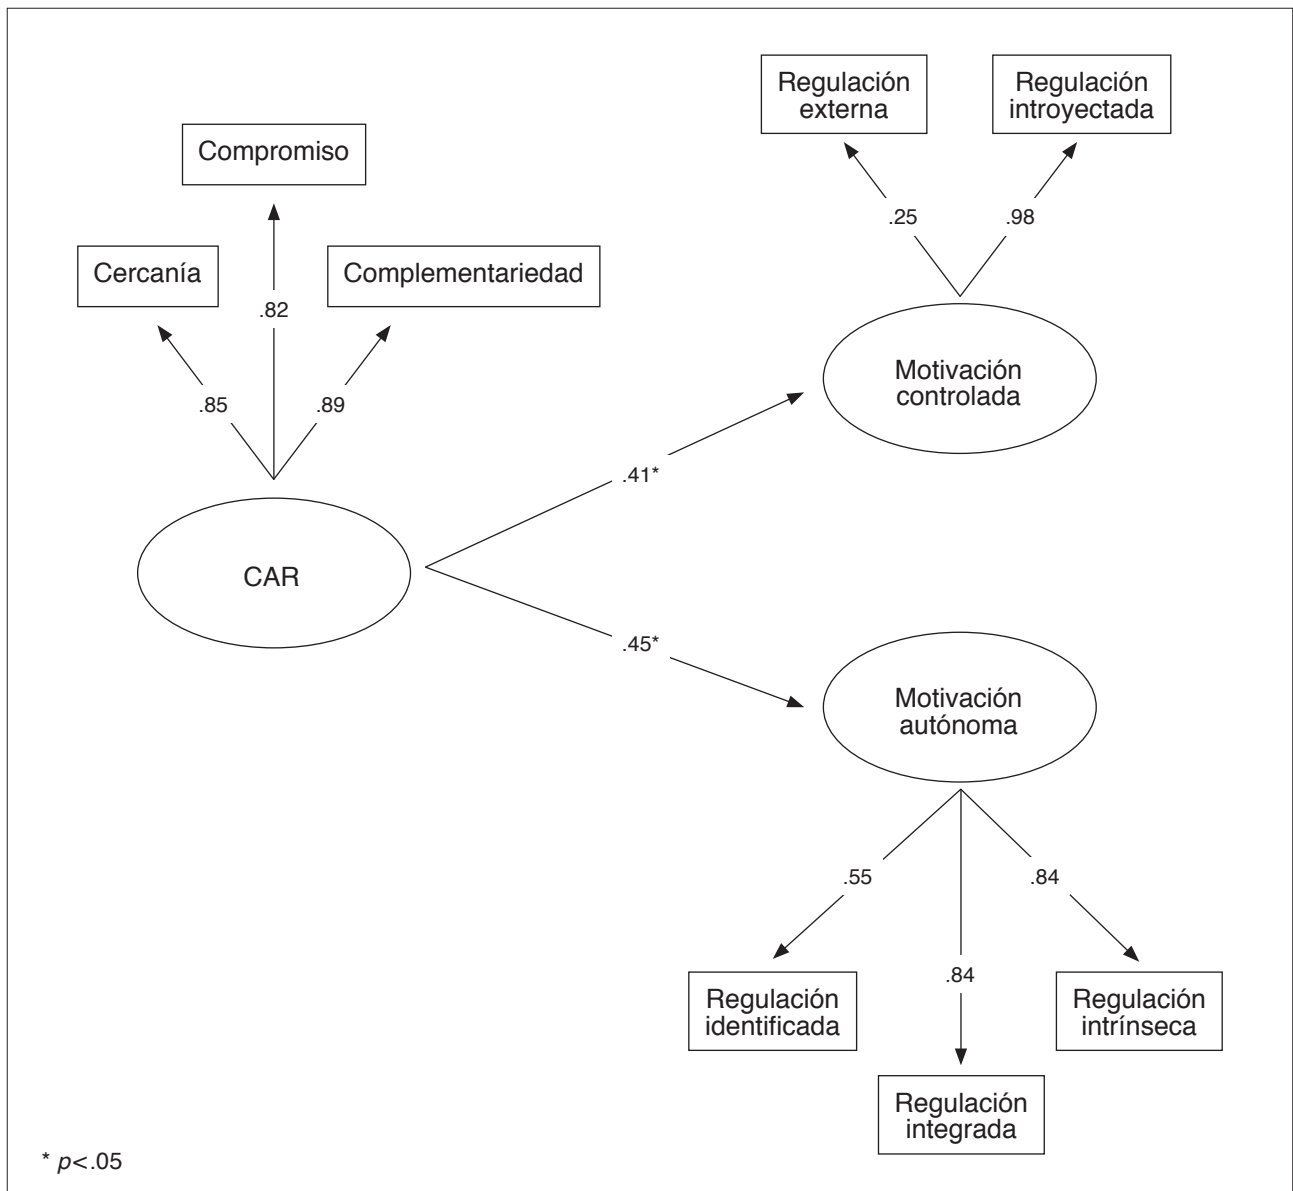 Regulación
externa
Regulación
introyectada
Compromiso
.25
.98
Cercanía
Complementariedad
.82
.85
.89
Motivación
controlada
.41*
CAR
.45*
Motivación
autónoma
.55
.84
.84
Regulación
identificada
Regulación
intrínseca
Regulación
integrada
* p<.05